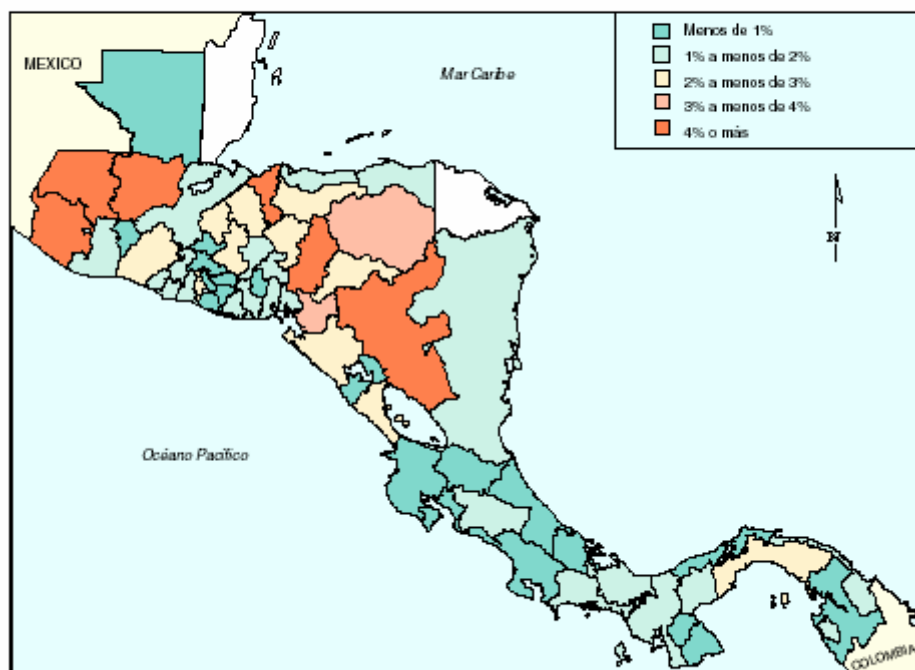 Menos de 1%
1% a menos de 2%
2% a menos de 3%
3% a menos de 4%
4% o más
MEXICO
Mar Caribe
N
Océano Pacífico
COLOMBIA